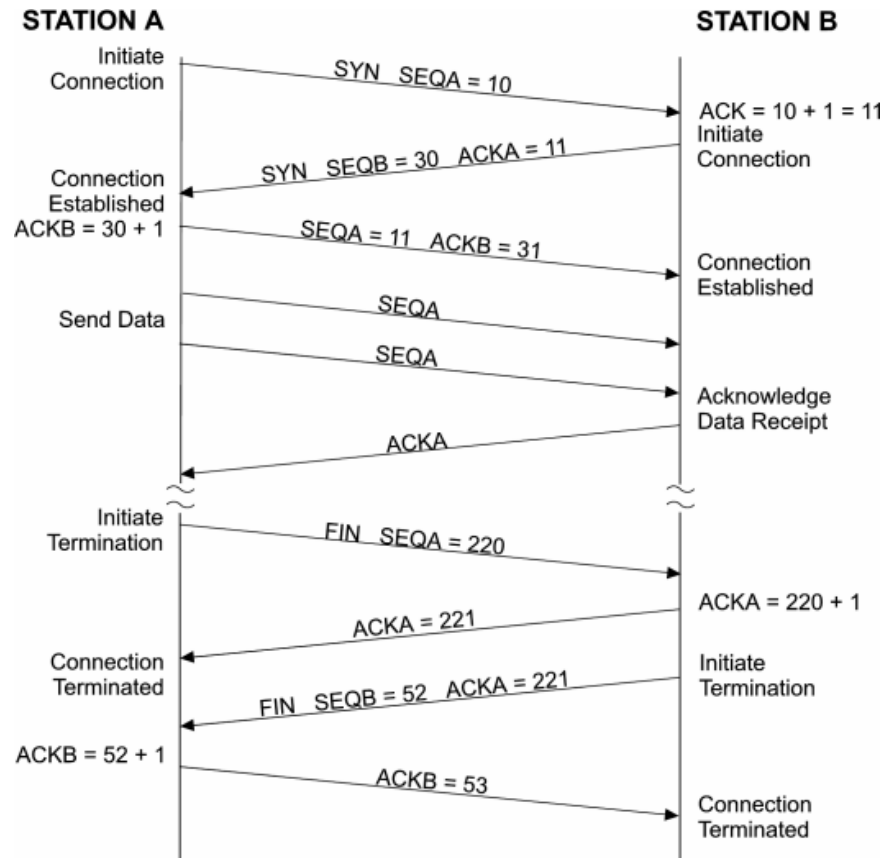 STATION A
STATION B
Initiate
Connection
SYN SEQA = 10
ACK = 10 + 1 = 11
Initiate
Connection
SYN SEQB = 30 ACKA = 11
Connection
Established
ACKB = 30 + 1
SEQA = 11 ACKB = 31
Connection
Established
Send Data
SEQA
SEQA
Acknowledge
Data Receipt
ACKA
Initiate
Termination
FIN SEQA = 220
ACKA = 220 + 1
ACKA = 221
Connection
Terminated
Initiate
Termination
FIN SEQB = 52 ACKA = 221
ACKB = 52 + 1
ACKB = 53
Connection
Terminated